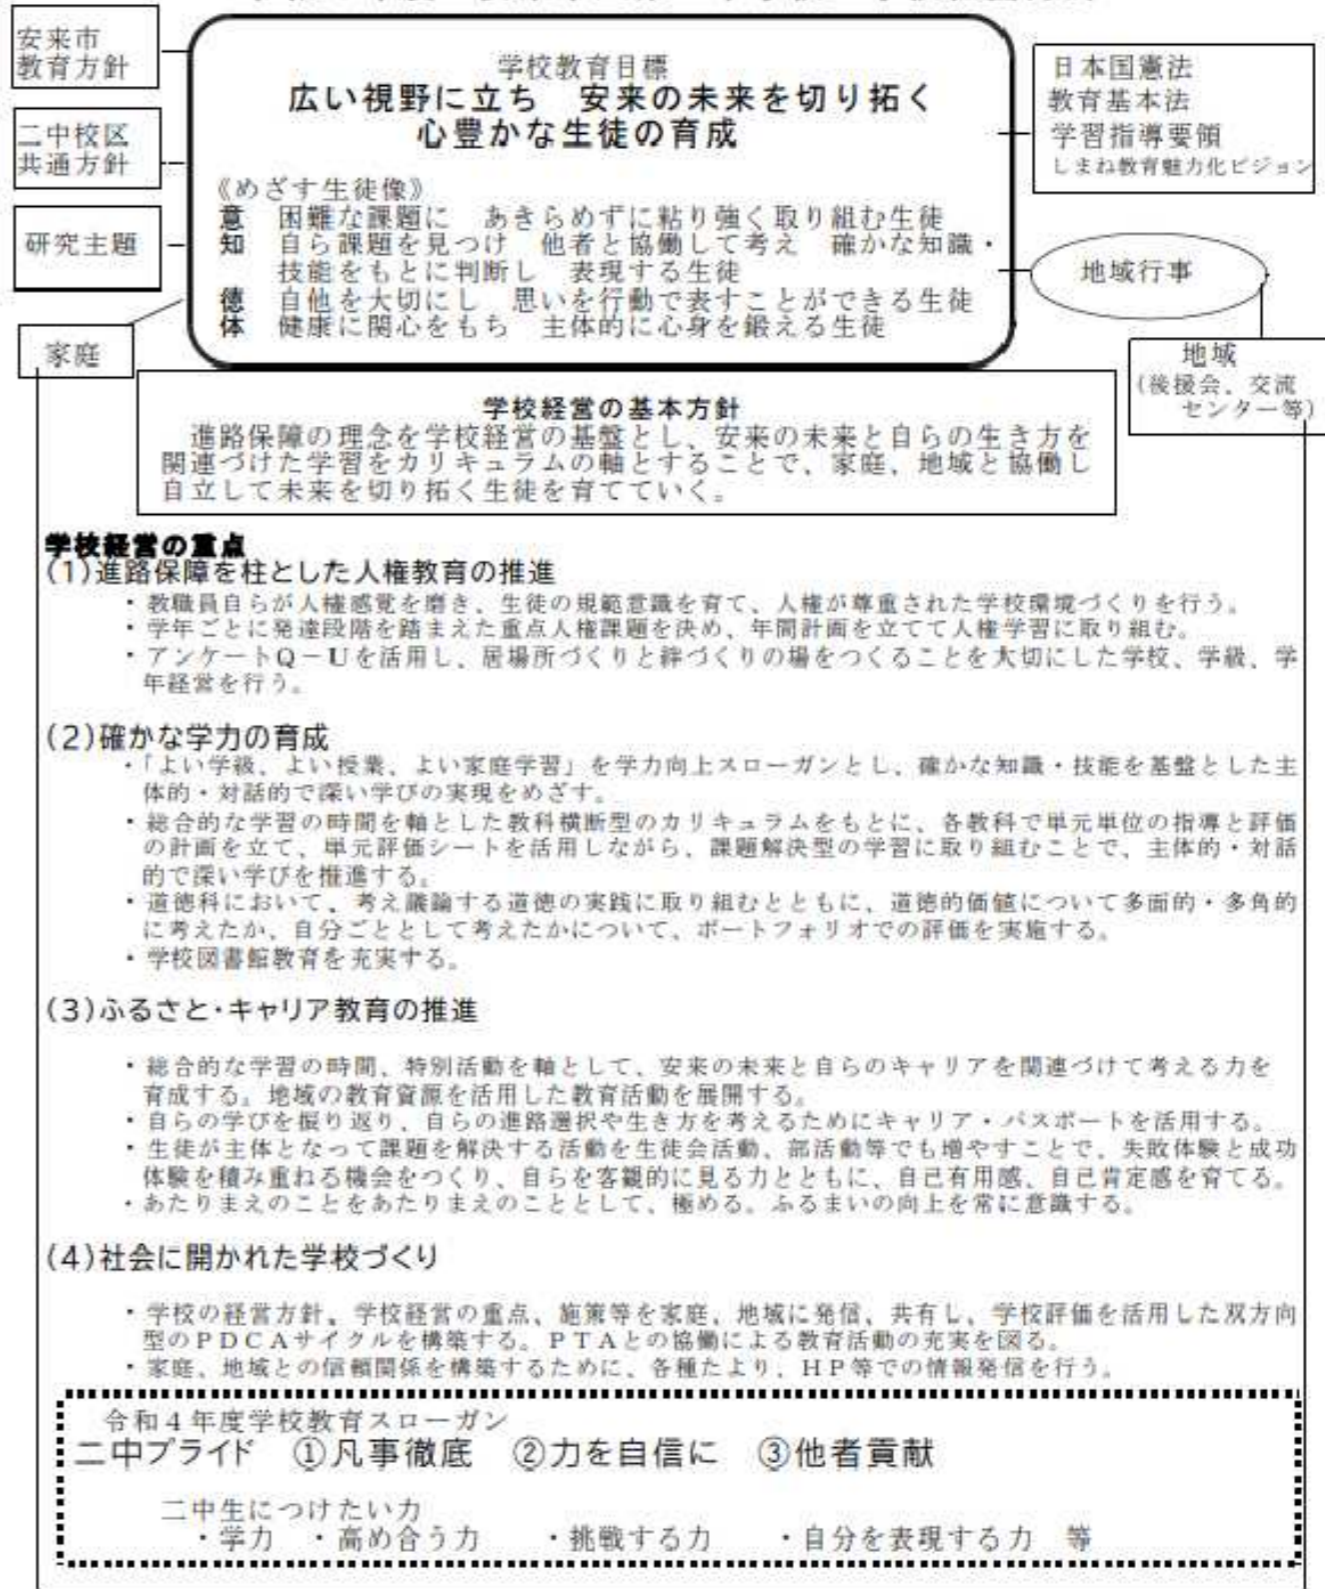 安来市
教育方針
二中校区
共通方針
研究主題
家庭
学校教育目標
広い視野に立ち　安来の未来を切り拓く
心豊かな生徒の育成
《めざす生徒像》
意　困難な課題に　あきらめずに粘り強く取り組む生徒
知　自ら課題を見つけ　他者と協働して考え　確かな知識・
技能をもとに判断し　表現する生徒
徳　自他を大切にし　思いを行動で表すことができる生徒
体　健康に関心をもち　主体的に心身を鍛える生徒
日本国憲法
教育基本法
学習指導要領
しまね教育魅力化ビジョン
地域行事
地域
(後援会、交流
センター等)
学校経営の基本方針
進路保障の理念を学校経営の基盤とし、安来の未来と自らの生き方を
関連づけた学習をカリキュラムの軸とすることで、家庭、地域と協働し
自立して未来を切り拓く生徒を育てていく。
学校経営の重点
(1)進路保障を柱とした人権教育の推進
・教職員自らが人権感覚を磨き、生徒の規範意識を育て、人権が尊重された学校環境づくりを行う。
・学年ごとに発達段階を踏まえた重点人権課題を決め、年間計画を立てて人権学習に取り組む。
・アンケートQ－Uを活用し、居場所づくりと絆づくりの場をつくることを大切にした学校、学級、学
年経営を行う。
(2)確かな学力の育成
・「よい学級、よい授業、よい家庭学習」を学力向上スローガンとし、確かな知識・技能を基盤とした主
体的・対話的で深い学びの実現をめざす。
・総合的な学習の時間を軸とした教科横断型のカリキュラムをもとに、各教科で単元単位の指導と評価
の計画を立て、単元評価シートを活用しながら、課題解決型の学習に取り組むことで、主体的・対話
的で深い学びを推進する。
・道徳科において、考え議論する道徳の実践に取り組むとともに、道徳的価値について多面的・多角的
に考えたか、自分ごととして考えたかについて、ポートフォリオでの評価を実施する。
・学校図書館教育を充実する。
(3)ふるさと・キャリア教育の推進
・総合的な学習の時間、特別活動を軸として、安来の未来と自らのキャリアを関連づけて考える力を
育成する。地域の教育資源を活用した教育活動を展開する。
・自らの学びを振り返り、自らの進路選択や生き方を考えるためにキャリア・パスポートを活用する。
・生徒が主体となって課題を解決する活動を生徒会活動、部活動等でも増やすことで、失敗体験と成功
体験を積み重ねる機会をつくり、自らを客観的に見る力とともに、自己有用感、自己肯定感を育てる。
・あたりまえのことをあたりまえのこととして、極める。ふるまいの向上を常に意識する。
(4)社会に開かれた学校づくり
・学校の経営方針、学校経営の重点、施策等を家庭、地域に発信、共有し、学校評価を活用した双方向
型のＰＤＣＡサイクルを構築する。ＰＴＡとの協働による教育活動の充実を図る。
・家庭、地域との信頼関係を構築するために、各種たより、ＨＰ等での情報発信を行う。
令和４年度学校教育スローガン
二中プライド　①凡事徹底　②力を自信に　③他者貢献
二中生につけたい力
・学力　・高め合う力　・挑戦する力　・自分を表現する力　等